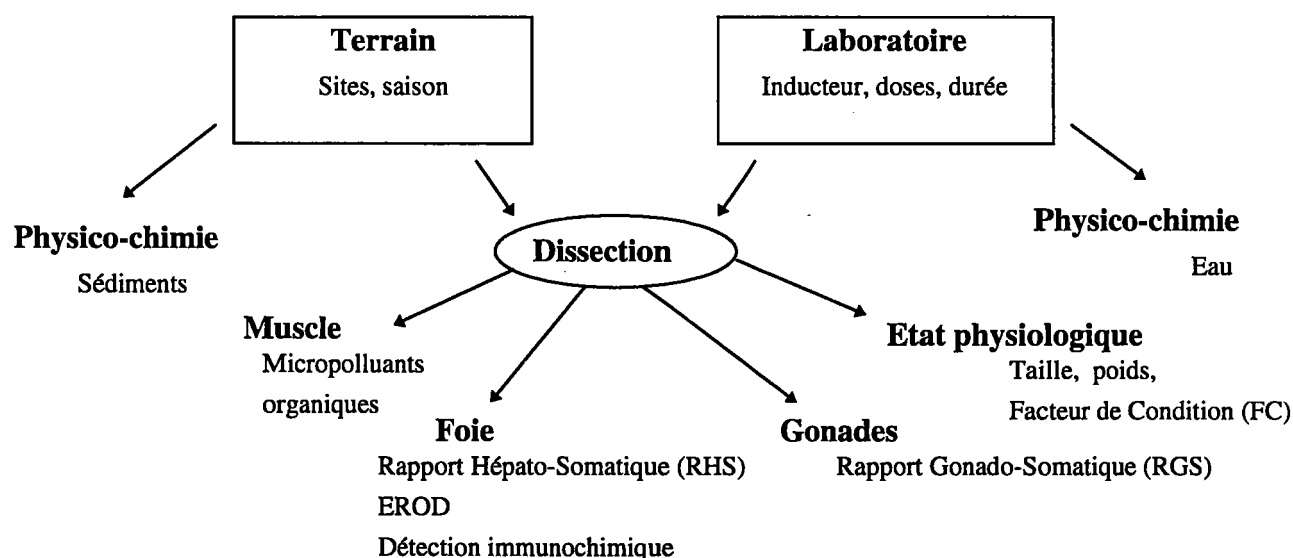 Terrain
Sites, saison
Laboratoire
Inducteur, doses, durée
Physico-chimie
Sédiments
Dissection
Physico-chimie
Eau
Muscle
Micropolluants
organiques
Etat physiologique
Taille, poids,
Facteur de Condition (FC)
Foie
Rapport Hépato-Somatique (RHS)
EROD
Détection immunochimique
Gonades
Rapport Gonado-Somatique (RGS)